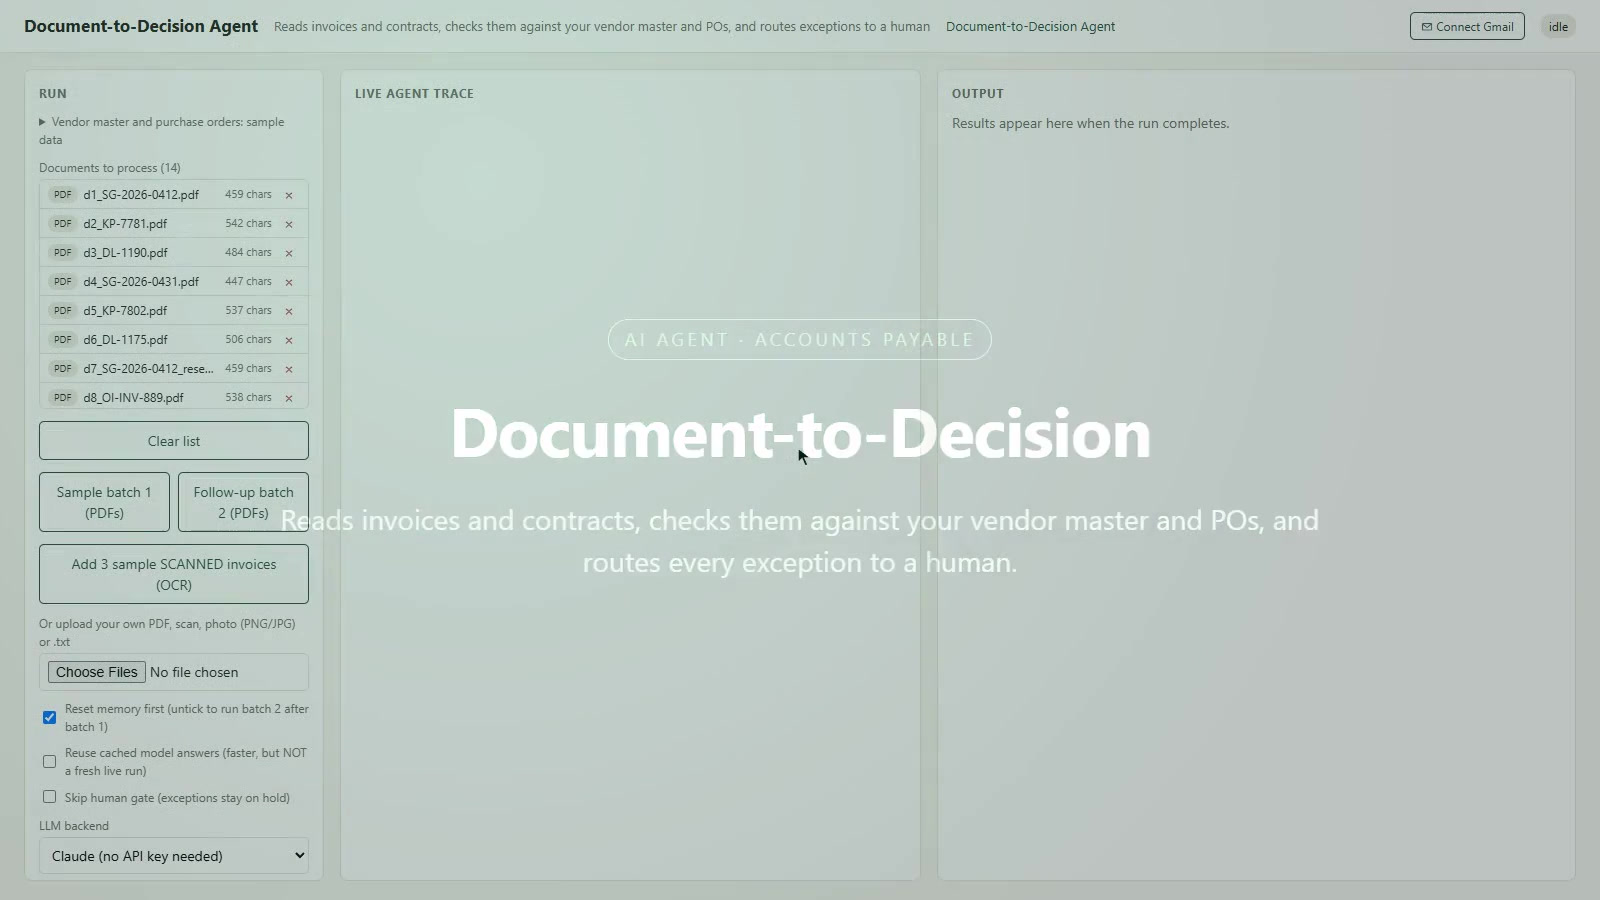 Document-to-Decision Agent
Reads invoices and contracts, checks them against your vendor master and POs, and routes exceptions to a human
Document-to-Decision Agent
Connect Gmail
idle
RUN
Vendor master and purchase orders: sample
data
Documents to process (14)
PDF d1_SG-2026-0412.pdf 459 chars ×
PDF d2_KP-7781.pdf 542 chars ×
PDF d3_DL-1190.pdf 484 chars ×
PDF d4_SG-2026-0431.pdf 447 chars ×
PDF d5_KP-7802.pdf 537 chars ×
PDF d6_DL-1175.pdf 506 chars ×
PDF d7_SG-2026-0412_rese... 459 chars ×
PDF d8_OI-INV-889.pdf 538 chars ×
Clear list
Sample batch 1
(PDFs)
Follow-up batch
2 (PDFs)
Add 3 sample SCANNED invoices
(OCR)
Or upload your own PDF, scan, photo (PNG/JPG)
or .txt
Choose Files No file chosen
Reset memory first (untick to run batch 2 after
batch 1)
Reuse cached model answers (faster, but NOT
a fresh live run)
Skip human gate (exceptions stay on hold)
LLM backend
Claude (no API key needed)
LIVE AGENT TRACE
OUTPUT
Results appear here when the run completes.
AI AGENT · ACCOUNTS PAYABLE
Document-to-Decision
Reads invoices and contracts, checks them against your vendor master and POs, and
routes every exception to a human.